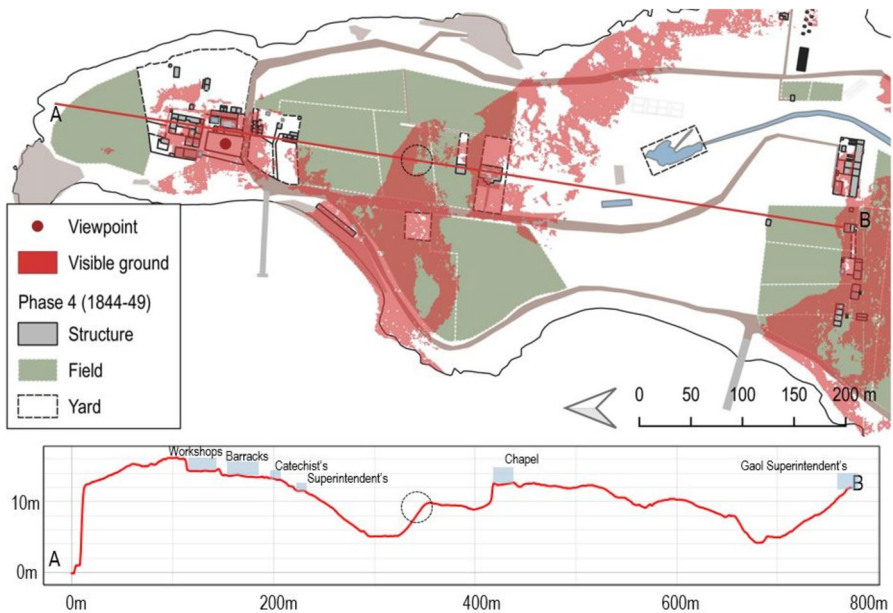 A
B
Viewpoint
Visible ground
Phase 4 (1844-49)
Structure
Field
Yard
0 50 100 150 200 m
Workshops
Barracks
Catechist's
Superintendent's
Chapel
Gaol Superintendent's
B
10m
A
0m
0m 200m 400m 600m 800m